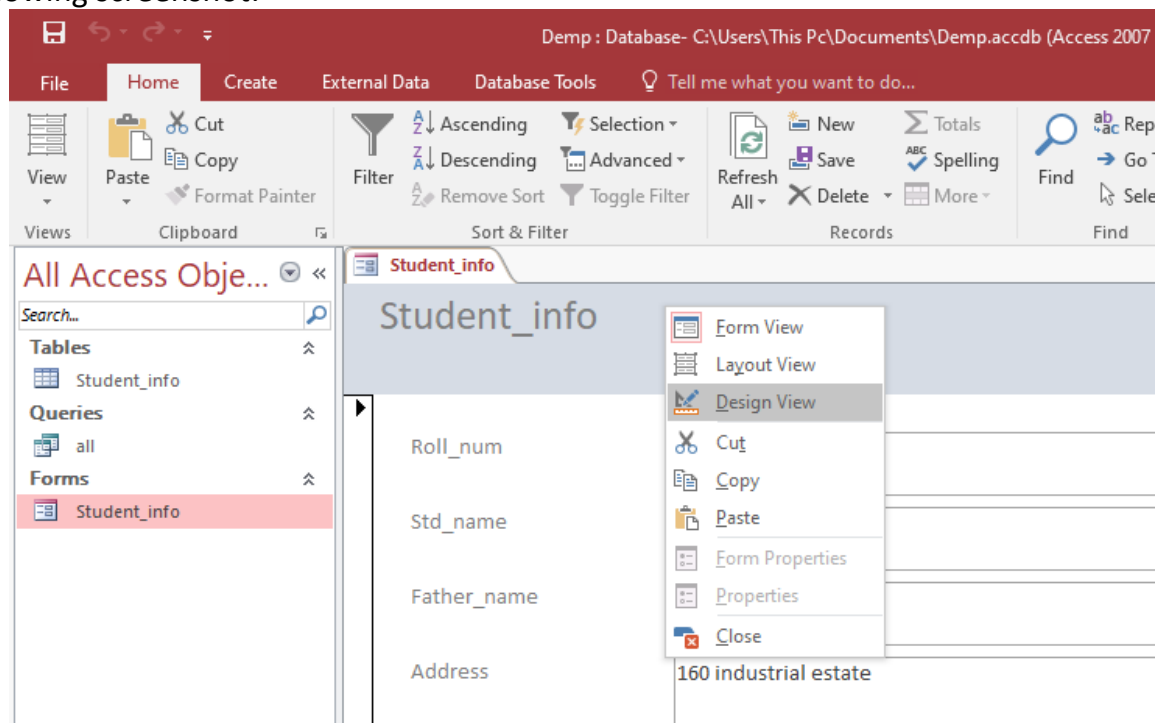 owing screenshot.
Demp : Database- C:\Users\This Pc\Documents\Demp.accdb (Access 2007
File Home Create External Data Database Tools Tell me what you want to do...
View
Views
Paste
Cut
Copy
Format Painter
Clipboard
Filter
Ascending
Descending
Remove Sort
Selection
Advanced
Toggle Filter
Sort & Filter
Refresh
All
New
Save
Delete
Totals
Spelling
More
Records
Find
Rep
Go T
Sele
Find
All Access Obje...
Search...
Tables
Student_info
Queries
all
Forms
Student_info
Student_info
Student_info
Form View
Layout View
Design View
Cut
Copy
Paste
Form Properties
Properties
Close
Roll_num
Std_name
Father_name
Address
160 industrial estate